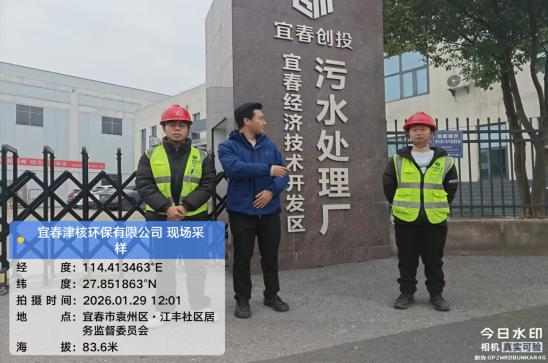 宜春创投
污水处理厂
宜春经济技术开发区
宜春津核环保有限公司 现场采
样
经 度：114.413463°E
纬 度：27.851863°N
拍摄时间：2026.01.29 12:01
地 点：宜春市袁州区·江丰社区居
务监督委员会
海 拔：83.6米
今日水印
相机 真实可验
防伪 GP2MRDBUNKAR4G